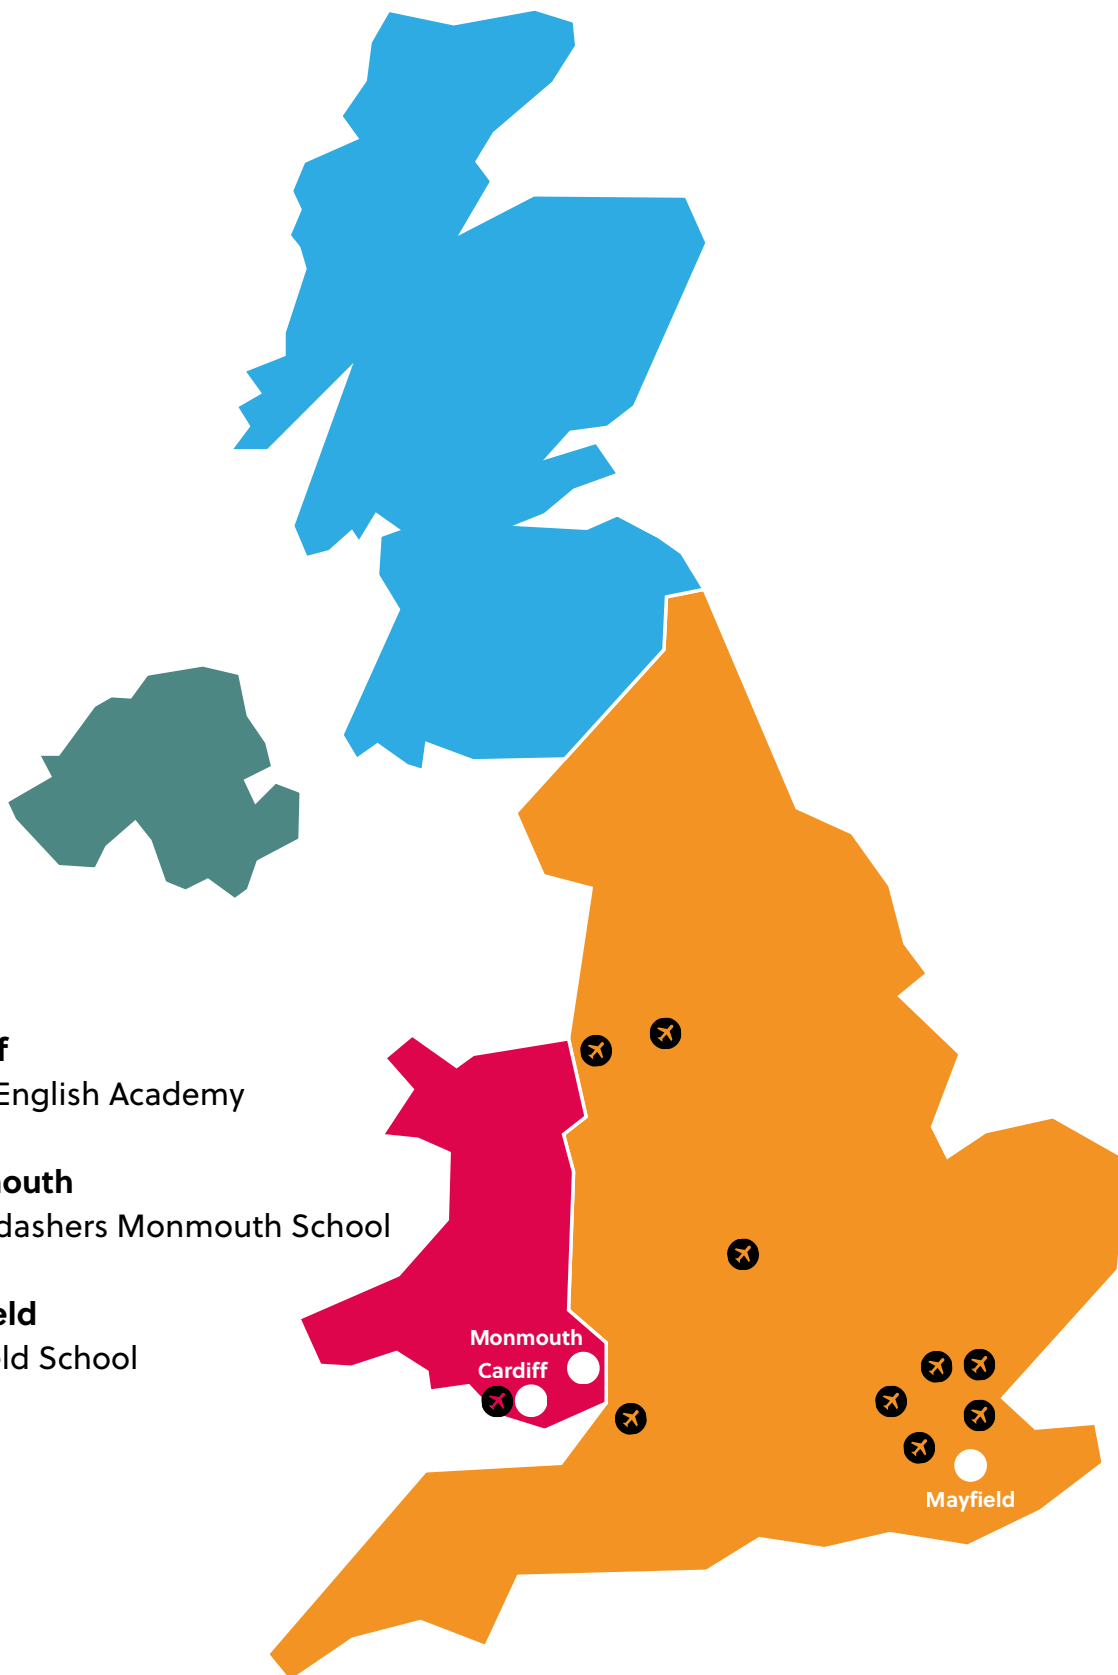 f
English Academy
outh
dashers Monmouth School
eld
ld School
Monmouth
Cardiff
Mayfield